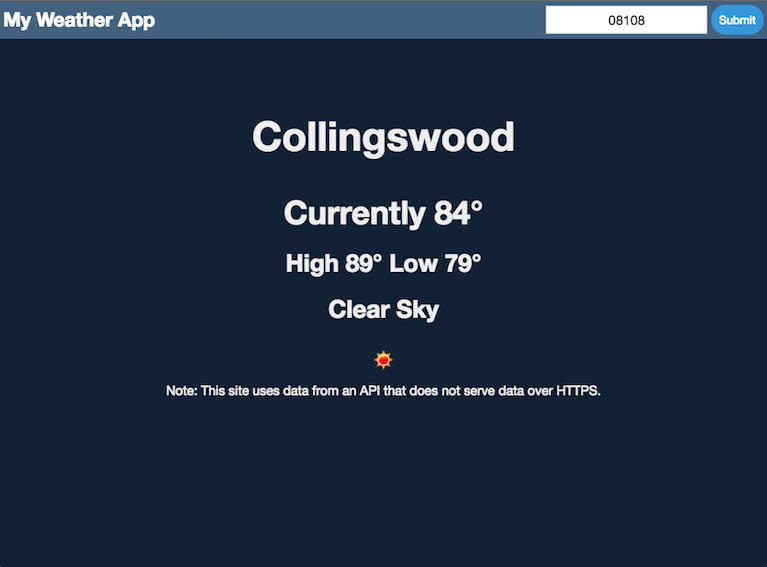 My Weather App
08108
Submit
Collingswood
Currently 84°
High 89° Low 79°
Clear Sky
Note: This site uses data from an API that does not serve data over HTTPS.